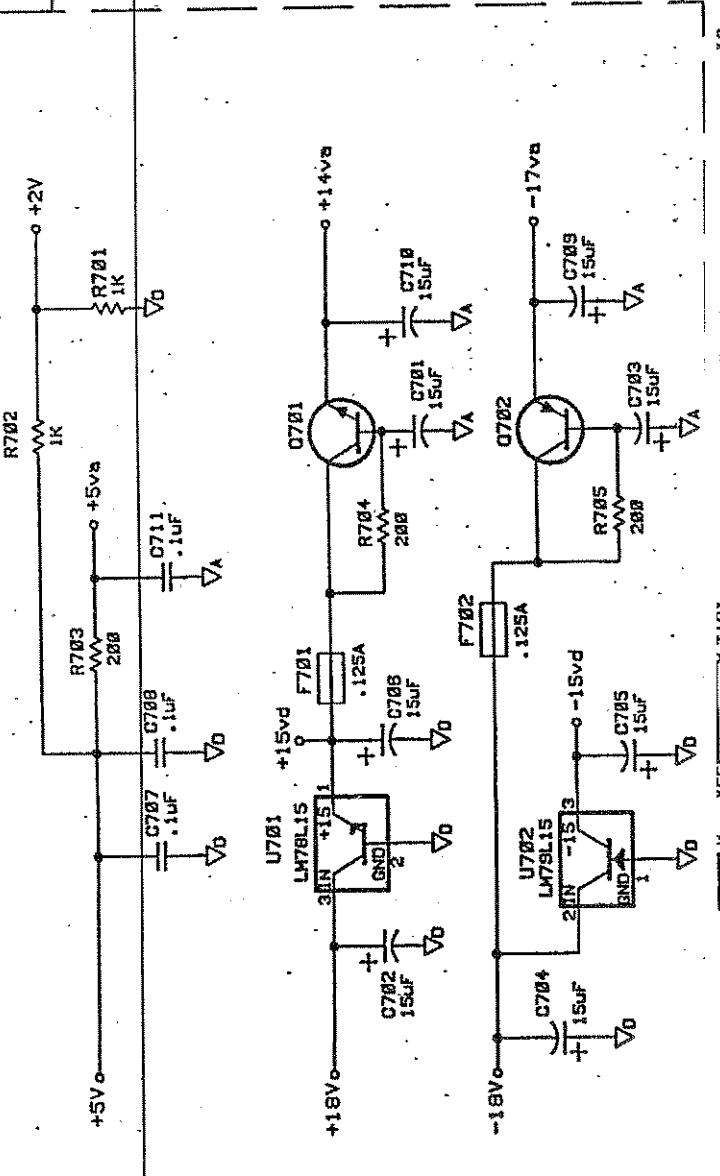 +5V
C707
.1uF
D
C708
.1uF
D
R703
200
+5va
C711
.1uF
A
R702
1K
+2V
R701
1K
D
+18V
C702
15uF
D
U701
LM78L15
3 IN +15 1
GND
2
D
+15vd
C706
15uF
D
F701
.125A
R704
200
Q701
C701
15uF
A
C710
15uF
A
+14va
-18V
C704
15uF
D
U702
LM79L15
2 IN -15 3
GND
1
D
-15vd
C705
15uF
D
F702
.125A
R705
200
Q702
C703
15uF
A
C709
15uF
A
-17va